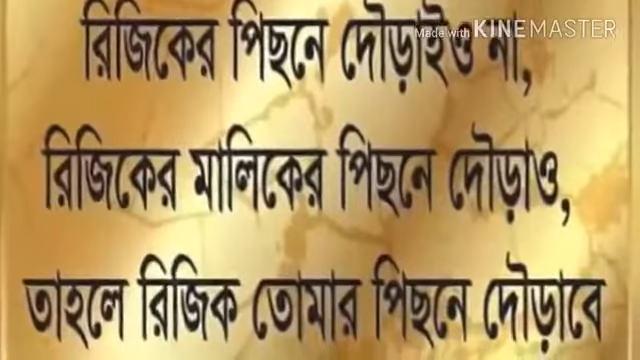 Made with KINEMASTER
রিজিকের পিছনে দৌড়াইও না,
রিজিকের মালিকের পিছনে দৌড়াও,
তাহলে রিজিক তোমার পিছনে দৌড়াবে